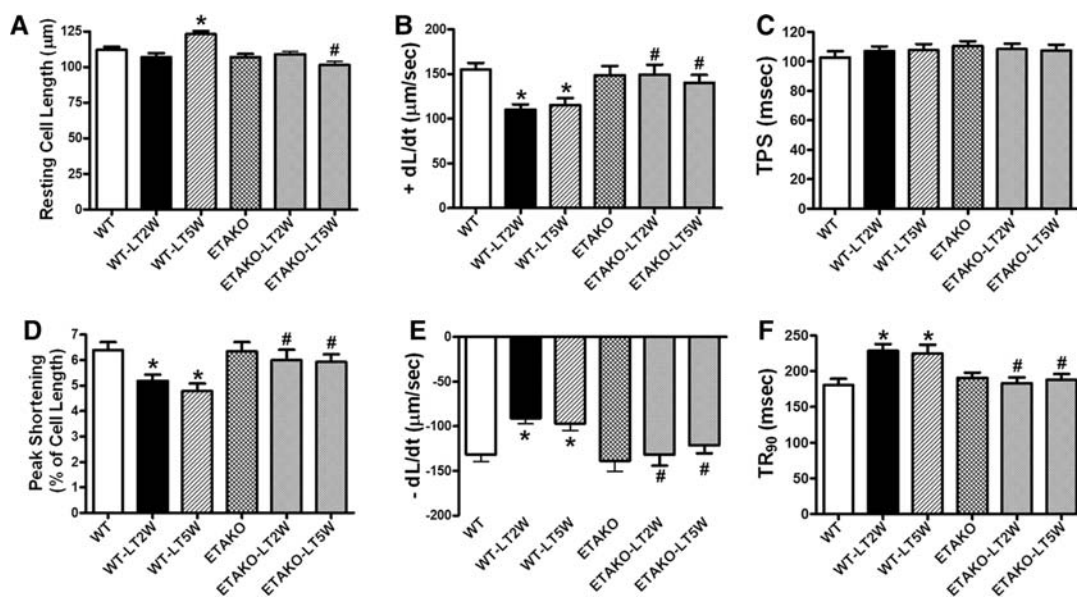 A
Resting Cell Length (μm)
125
100
75
50
25
0
*
#
WT
WT-LT2W
WT-LT5W
ETAKO
ETAKO-LT2W
ETAKO-LT5W
B
+ dL/dt (μm/sec)
200
150
100
50
0
*
*
#
#
WT
WT-LT2W
WT-LT5W
ETAKO
ETAKO-LT2W
ETAKO-LT5W
C
TPS (msec)
120
100
80
60
40
20
0
WT
WT-LT2W
WT-LT5W
ETAKO
ETAKO-LT2W
ETAKO-LT5W
D
Peak Shortening
(% of Cell Length)
7
6
5
4
3
2
1
0
*
*
#
#
WT
WT-LT2W
WT-LT5W
ETAKO
ETAKO-LT2W
ETAKO-LT5W
E
- dL/dt (μm/sec)
0
-50
-100
-150
-200
*
*
#
#
WT
WT-LT2W
WT-LT5W
ETAKO
ETAKO-LT2W
ETAKO-LT5W
F
TR90 (msec)
250
200
150
100
50
0
*
*
#
#
WT
WT-LT2W
WT-LT5W
ETAKO
ETAKO-LT2W
ETAKO-LT5W